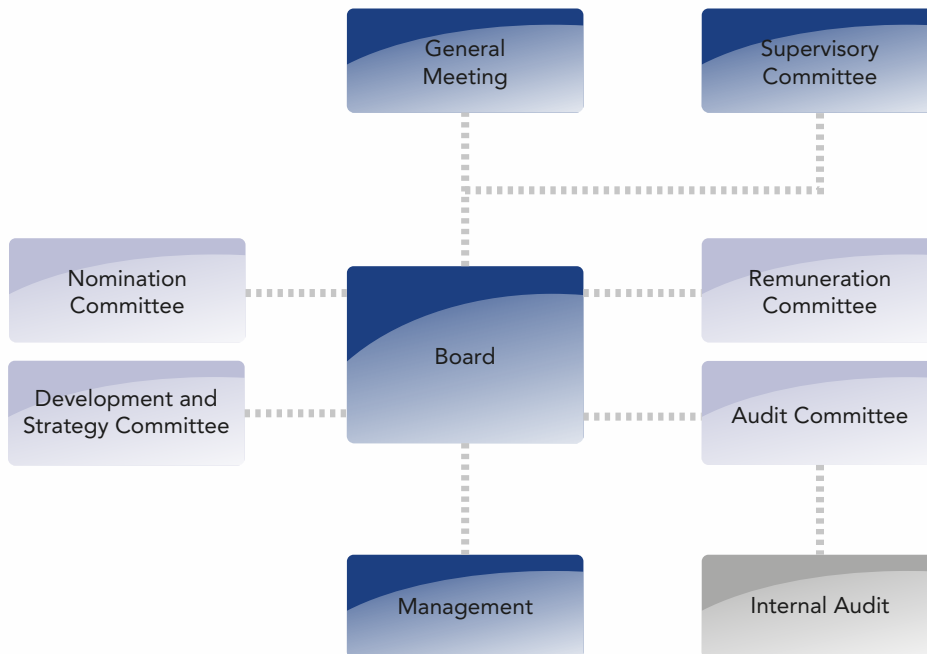 General
Meeting
Supervisory
Committee
Nomination
Committee
Remuneration
Committee
Board
Development and
Strategy Committee
Audit Committee
Management
Internal Audit